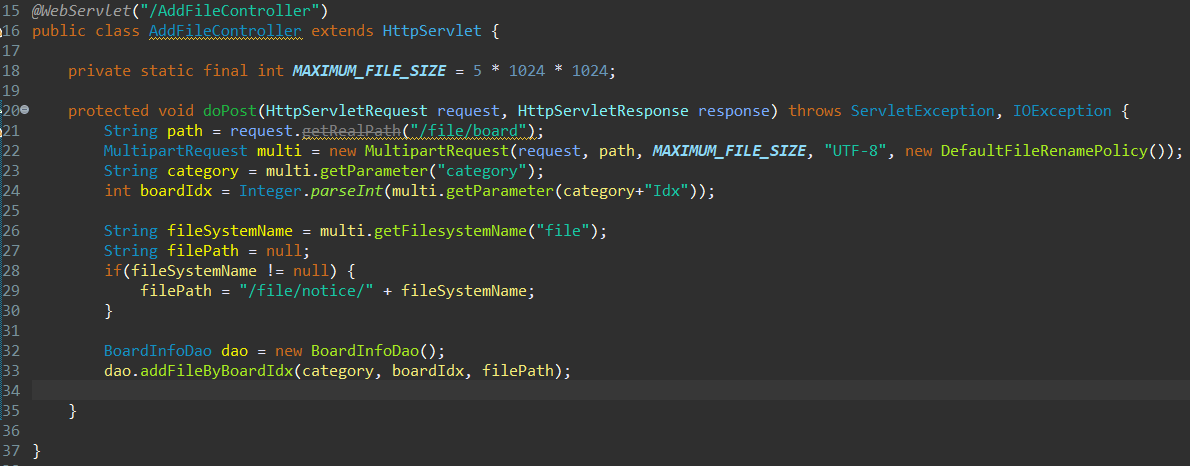 15 @WebServlet("/AddFileController")
16 public class AddFileController extends HttpServlet {
17
18     private static final int MAXIMUM_FILE_SIZE = 5 * 1024 * 1024;
19
20     protected void doPost(HttpServletRequest request, HttpServletResponse response) throws ServletException, IOException {
21         String path = request.getRealPath("/file/board");
22         MultipartRequest multi = new MultipartRequest(request, path, MAXIMUM_FILE_SIZE, "UTF-8", new DefaultFileRenamePolicy());
23         String category = multi.getParameter("category");
24         int boardIdx = Integer.parseInt(multi.getParameter(category+"Idx"));
25
26         String fileSystemName = multi.getFilesystemName("file");
27         String filePath = null;
28         if(fileSystemName != null) {
29             filePath = "/file/notice/" + fileSystemName;
30         }
31
32         BoardInfoDao dao = new BoardInfoDao();
33         dao.addFileByBoardIdx(category, boardIdx, filePath);
34
35     }
36
37 }